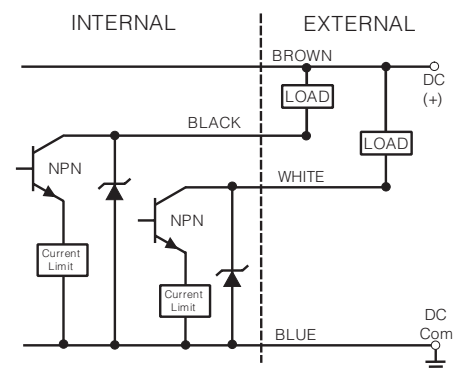 INTERNAL
EXTERNAL
BROWN
DC
(+)
LOAD
BLACK
LOAD
NPN
WHITE
NPN
Current
Limit
Current
Limit
DC
Com
BLUE